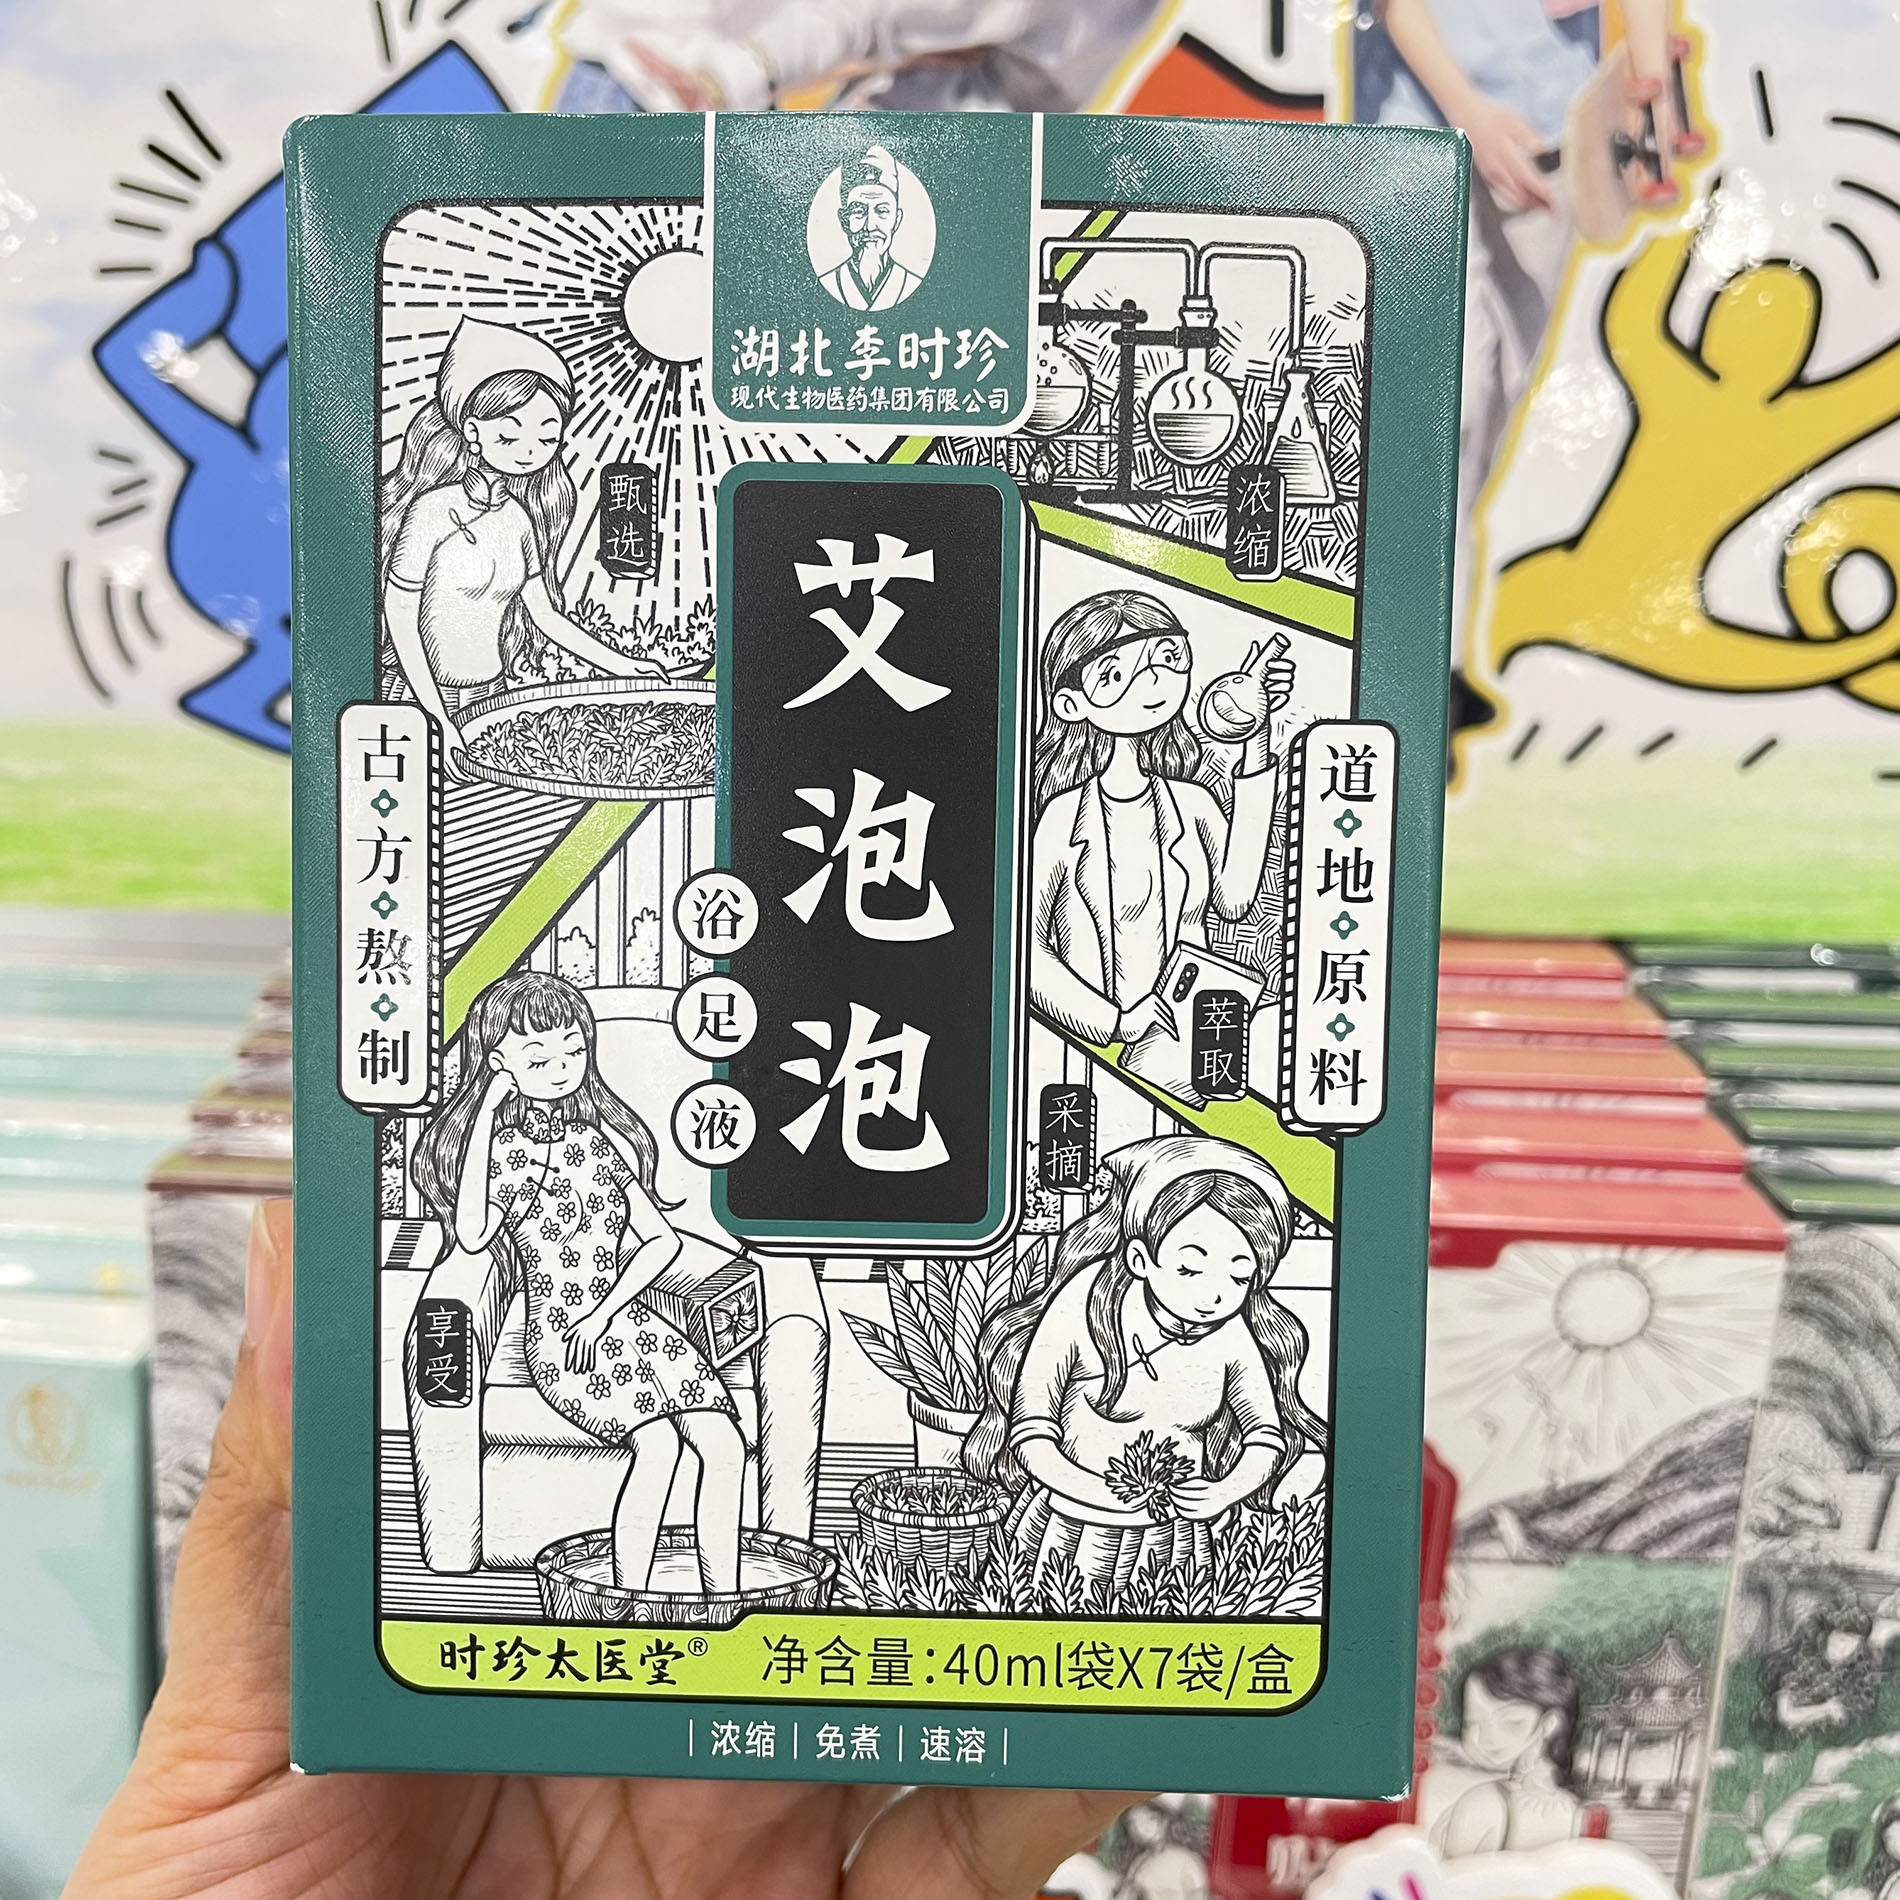 湖北李时珍
现代生物医药集团有限公司
甄选
浓缩
艾泡泡
浴足液
古方熬制
道地原料
萃取
采摘
享受
时珍太医堂®
净含量:40ml袋X7袋/盒
|浓缩|免煮|速溶|